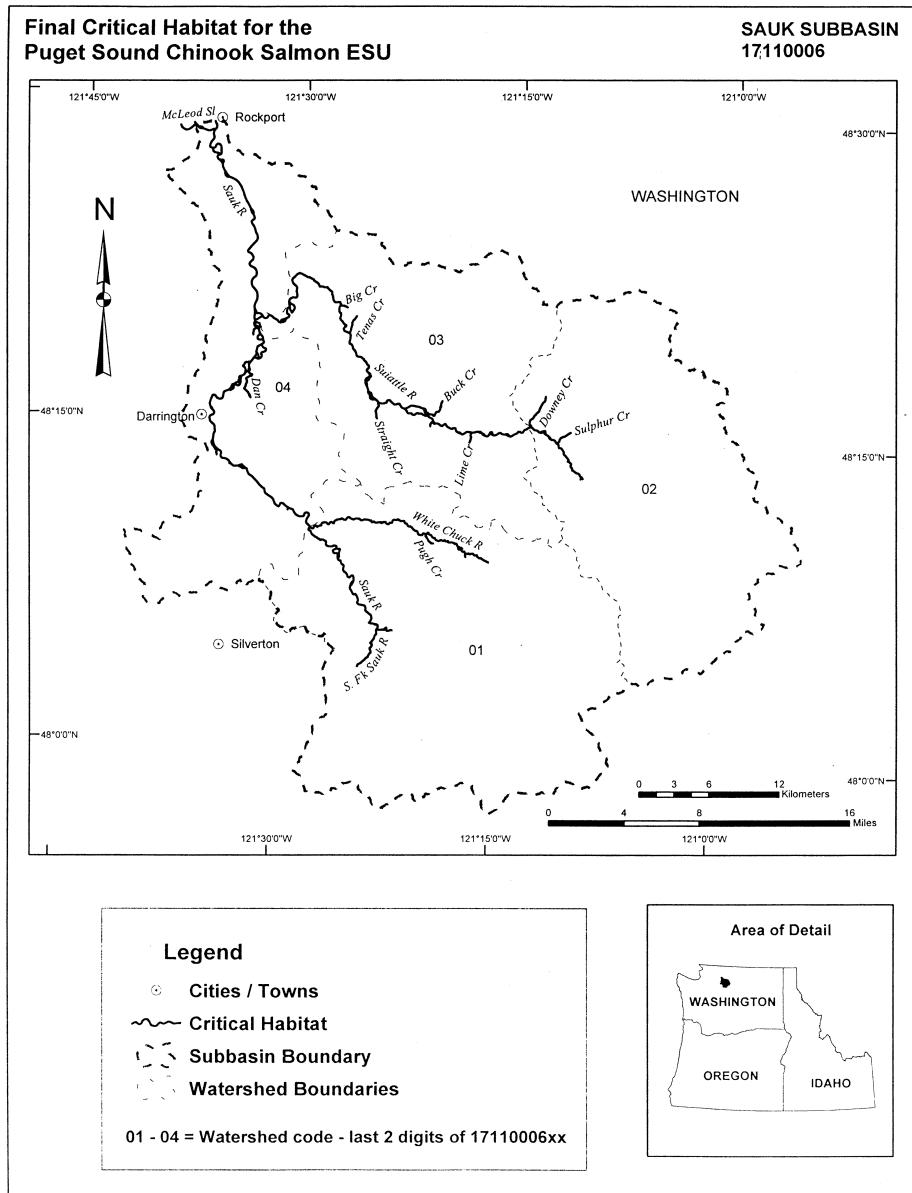 Final Critical Habitat for the
Puget Sound Chinook Salmon ESU
SAUK SUBBASIN
17110006
121°45'0"W
121°30'0"W
121°15'0"W
121°0'0"W
McLeod Sl
Rockport
48°30'0"N
Sauk R
WASHINGTON
N
Big Cr
Tenas Cr
03
04
Suiattle R
Buck Cr
Dan Cr
Downey Cr
48°15'0"N
Darrington
Straight Cr
Lime Cr
Sulphur Cr
48°15'0"N
02
White Chuck R
Pugh Cr
Sauk R
Silverton
S. Fk Sauk R
01
48°0'0"N
48°0'0"N
0 3 6 12
Kilometers
0 4 8 16
Miles
121°30'0"W
121°15'0"W
121°0'0"W
Legend
Cities / Towns
Critical Habitat
Subbasin Boundary
Watershed Boundaries
01 - 04 = Watershed code - last 2 digits of 17110006xx
Area of Detail
WASHINGTON
OREGON
IDAHO